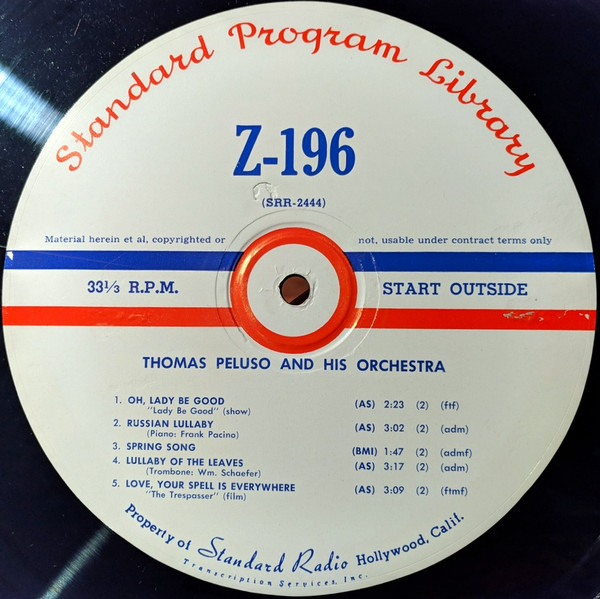 Standard Program Library
Z-196
(SRR-2444)
Material herein et al, copyrighted or not, usable under contract terms only
33⅓ R.P.M. START OUTSIDE
THOMAS PELUSO AND HIS ORCHESTRA
1. OH, LADY BE GOOD (AS) 2:23 (2) (ftf)
"Lady Be Good" (show)
2. RUSSIAN LULLABY (AS) 3:02 (2) (adm)
(Piano: Frank Pacino)
3. SPRING SONG (BMI) 1:47 (2) (admf)
4. LULLABY OF THE LEAVES (AS) 3:17 (2) (adm)
(Trombone: Wm. Schaefer)
5. LOVE, YOUR SPELL IS EVERYWHERE (AS) 3:09 (2) (ftmf)
"The Trespasser" (film)
Property of Standard Radio Hollywood, Calif.
Transcription Services, Inc.